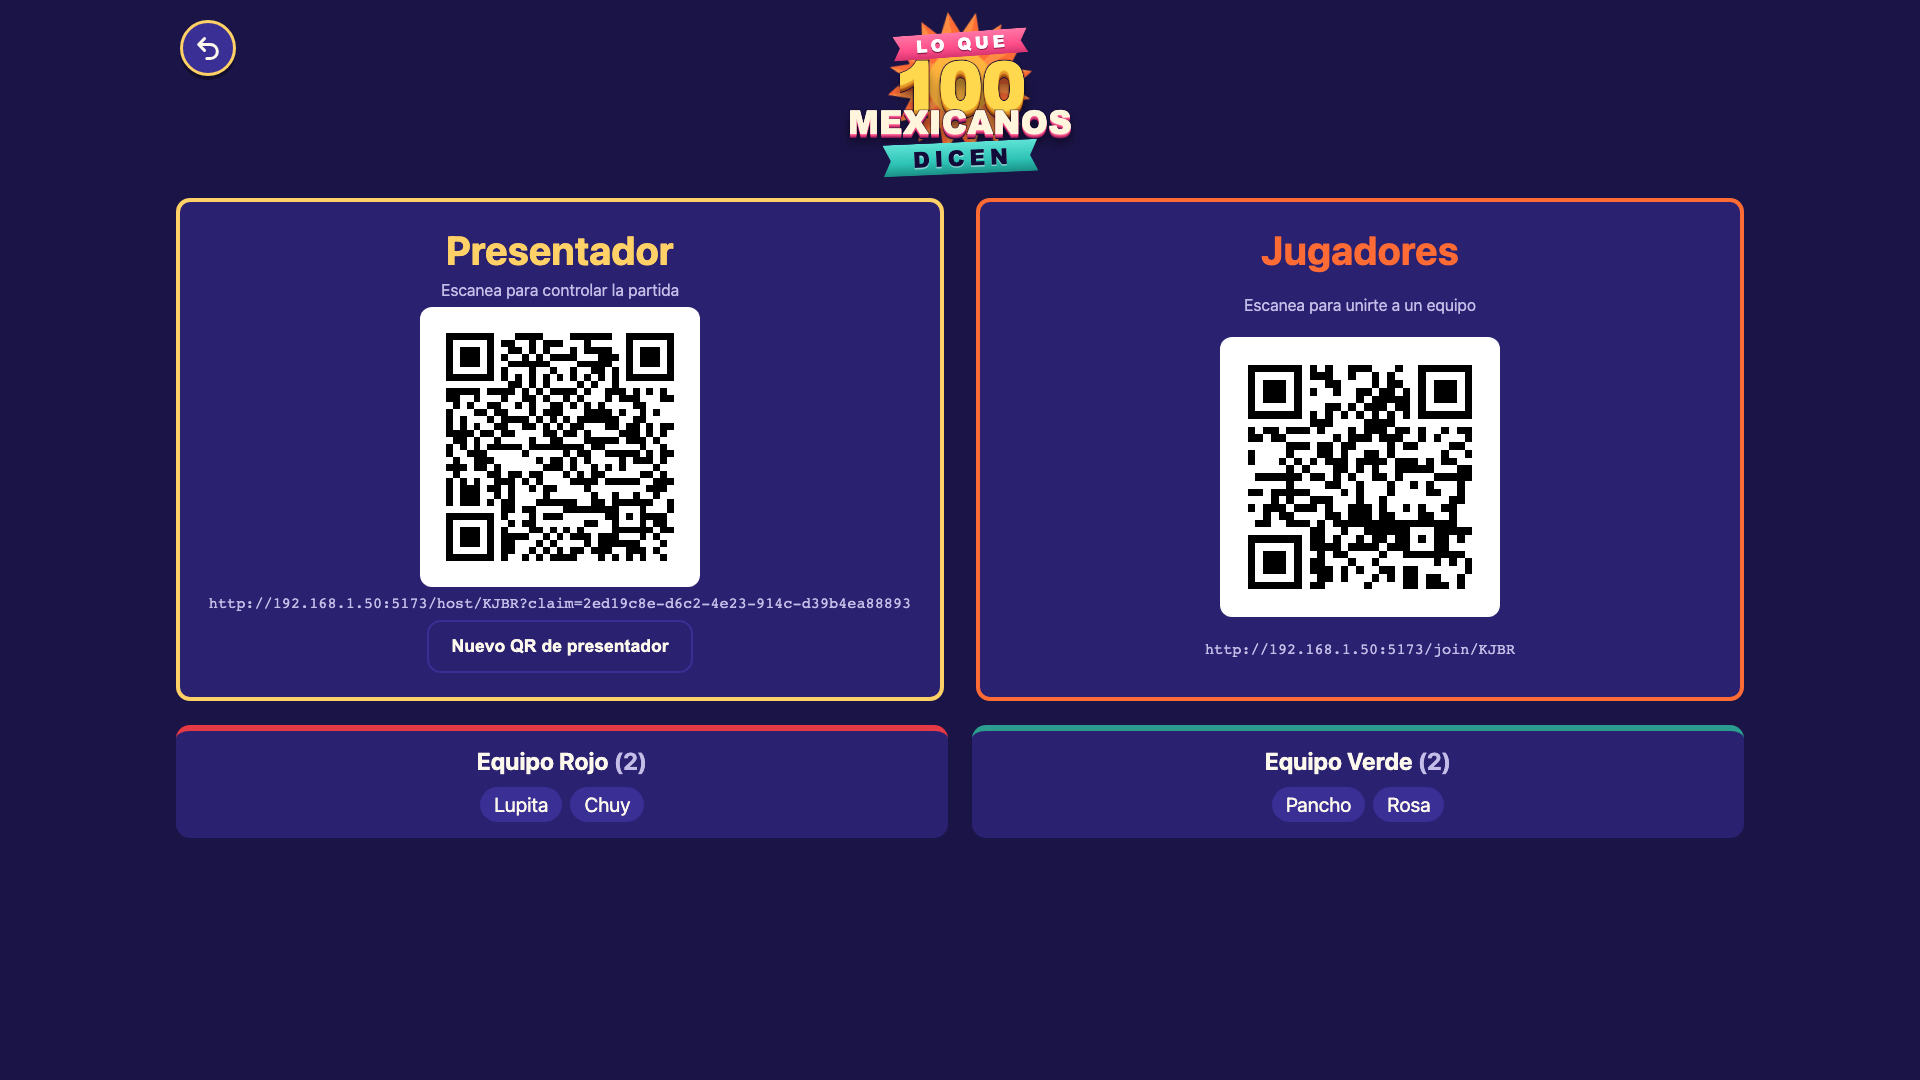 LO QUE
100
MEXICANOS
DICEN
Presentador
Escanea para controlar la partida
http://192.168.1.50:5173/host/KJBR?claim=2ed19c8e-d6c2-4e23-914c-d39b4ea88893
Nuevo QR de presentador
Jugadores
Escanea para unirte a un equipo
http://192.168.1.50:5173/join/KJBR
Equipo Rojo (2)
Lupita Chuy
Equipo Verde (2)
Pancho Rosa